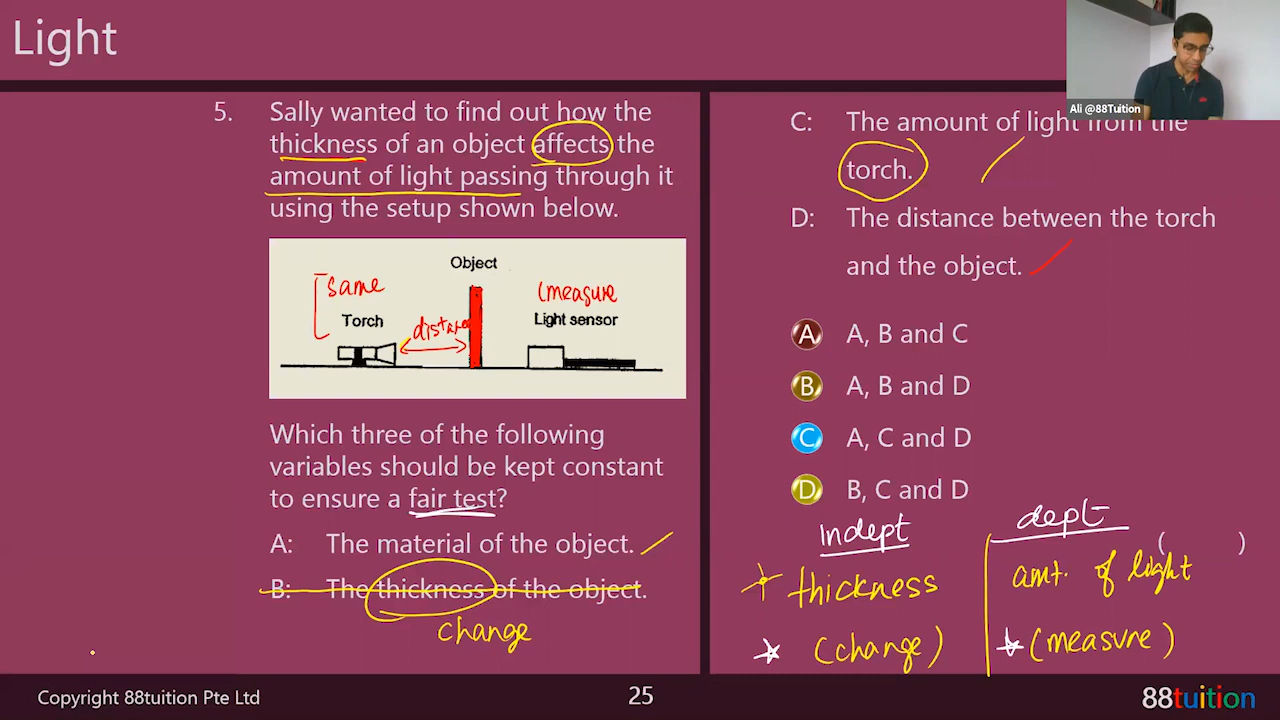 Light
Ali @88Tuition
5. Sally wanted to find out how the
thickness of an object affects the
amount of light passing through it
using the setup shown below.
Object
same
(measure
Torch
distance
Light sensor
Which three of the following
variables should be kept constant
to ensure a fair test?
A: The material of the object.
B: The thickness of the object.
change
C: The amount of light from the
torch.
D: The distance between the torch
and the object.
A A, B and C
B A, B and D
C A, C and D
D B, C and D
indept
dept
( )
thickness
amt. of light
(change)
(measure)
Copyright 88tuition Pte Ltd
25
88tuition